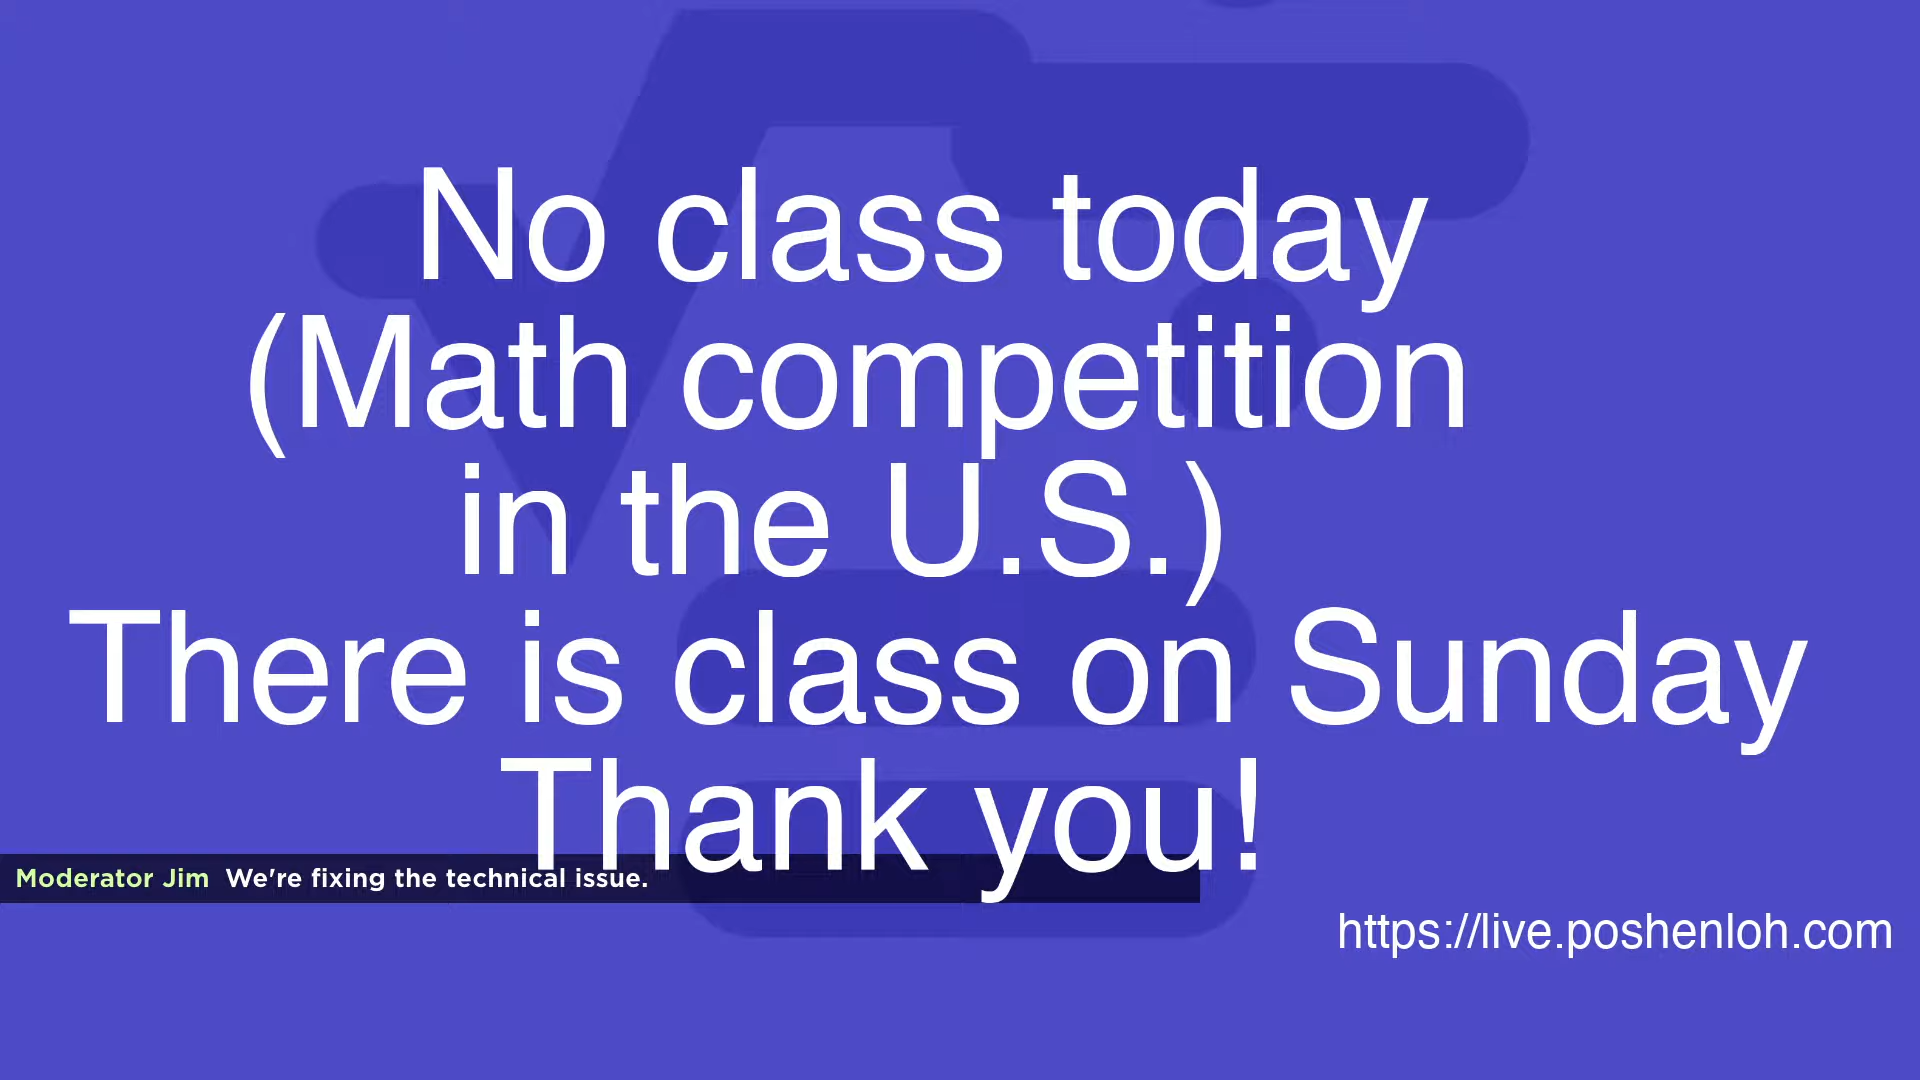 No class today
(Math competition
in the U.S.)
There is class on Sunday
Thank you!
Moderator Jim We're fixing the technical issue.
https://live.poshenloh.com